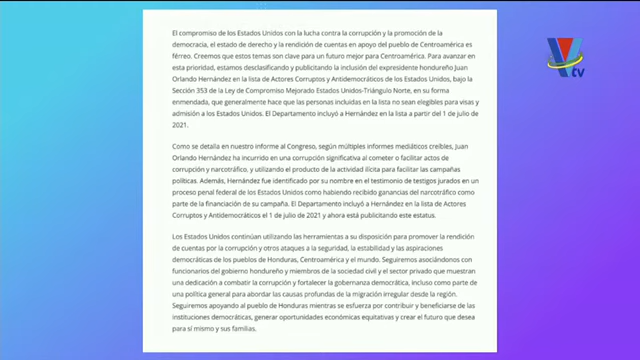 El compromiso de los Estados Unidos con la lucha contra la corrupción y la promoción de la
democracia, el estado de derecho y la rendición de cuentas en apoyo del pueblo de Centroamérica es
férreo. Creemos que estos temas son clave para un futuro mejor para Centroamérica. Para avanzar en
esta prioridad, estamos desclasificando y publicitando la inclusión del expresidente hondureño Juan
Orlando Hernández en la lista de Actores Corruptos y Antidemocráticos de los Estados Unidos, bajo la
Sección 353 de la Ley de Compromiso Mejorado Estados Unidos-Triángulo Norte, en su forma
enmendada, que generalmente hace que las personas incluidas en la lista no sean elegibles para visas y
admisión a los Estados Unidos. El Departamento incluyó a Hernández en la lista a partir del 1 de julio de
2021.
Como se detalla en nuestro informe al Congreso, según múltiples informes mediáticos creíbles, Juan
Orlando Hernández ha incurrido en una corrupción significativa al cometer o facilitar actos de
corrupción y narcotráfico, y utilizando el producto de la actividad ilícita para facilitar las campañas
políticas. Además, Hernández fue identificado por su nombre en el testimonio de testigos jurados en un
proceso penal federal de los Estados Unidos como habiendo recibido ganancias del narcotráfico como
parte de la financiación de su campaña. El Departamento incluyó a Hernández en la lista de Actores
Corruptos y Antidemocráticos el 1 de julio de 2021 y ahora está publicitando este estatus.
Los Estados Unidos continúan utilizando las herramientas a su disposición para promover la rendición
de cuentas por la corrupción y otros ataques a la seguridad, la estabilidad y las aspiraciones
democráticas de los pueblos de Honduras, Centroamérica y el mundo. Seguiremos asociándonos con
funcionarios del gobierno hondureño y miembros de la sociedad civil y el sector privado que muestran
una dedicación a combatir la corrupción y fortalecer la gobernanza democrática, incluso como parte de
una política general para abordar las causas profundas de la migración irregular desde la región.
Seguiremos apoyando al pueblo de Honduras mientras se esfuerza por contribuir y beneficiarse de las
instituciones democráticas, generar oportunidades económicas equitativas y crear el futuro que desea
para sí mismo y sus familias.
tv